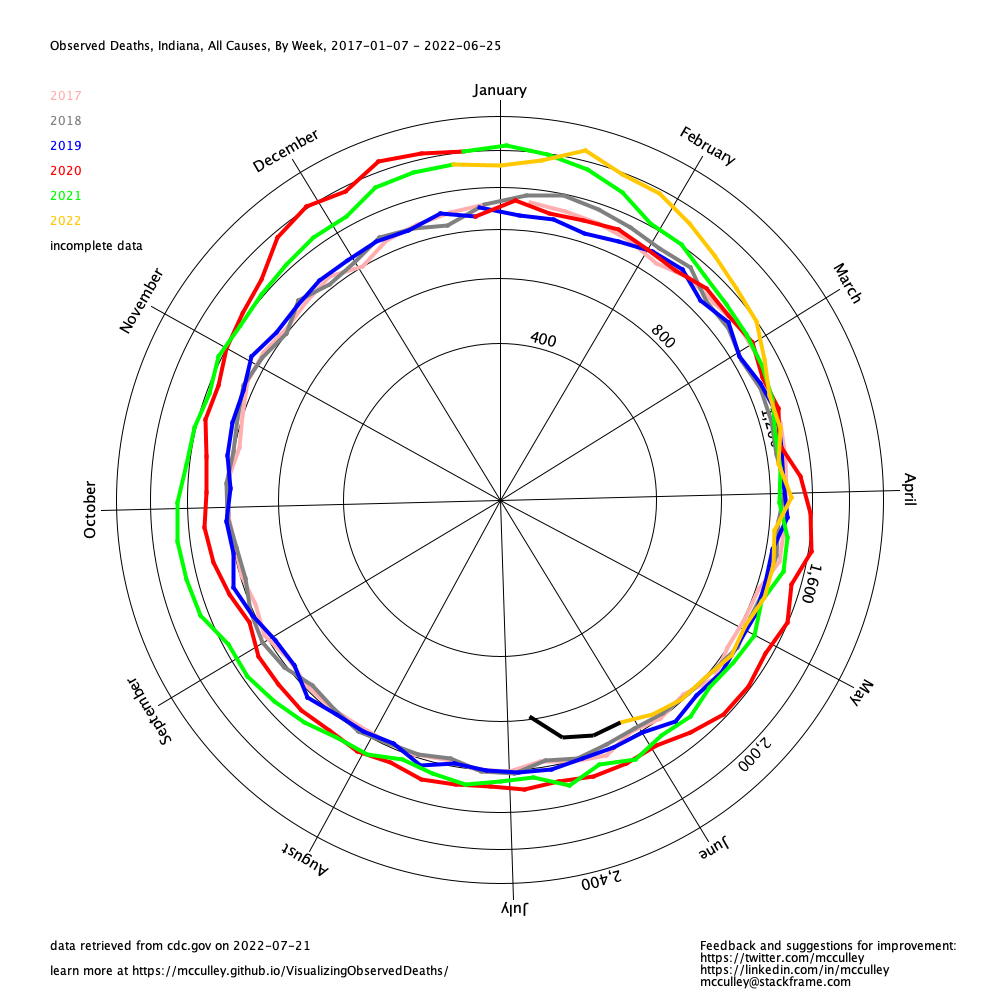 Observed Deaths, Indiana, All Causes, By Week, 2017-01-07 - 2022-06-25
2017
2018
2019
2020
2021
2022
incomplete data
January
February
March
April
May
June
July
August
September
October
November
December
400
800
1,200
1,600
2,000
2,400
data retrieved from cdc.gov on 2022-07-21
learn more at https://mcculley.github.io/VisualizingObservedDeaths/
Feedback and suggestions for improvement:
https://twitter.com/mcculley
https://linkedin.com/in/mcculley
mcculley@stackframe.com